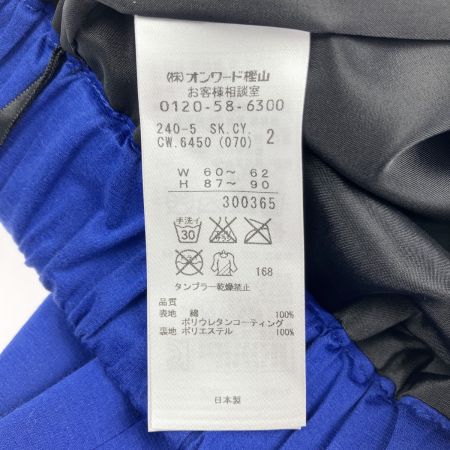 (株)オンワード樫山
お客様相談室
0120-58-6300
240-5 SK.CY. 2
CW.6450 (070)
W 60～ 62
H 87～ 90
300365
手洗イ
30
168
タンブラー乾燥禁止
品質
表地 綿 100%
ポリウレタンコーティング
裏地 ポリエステル 100%
日本製